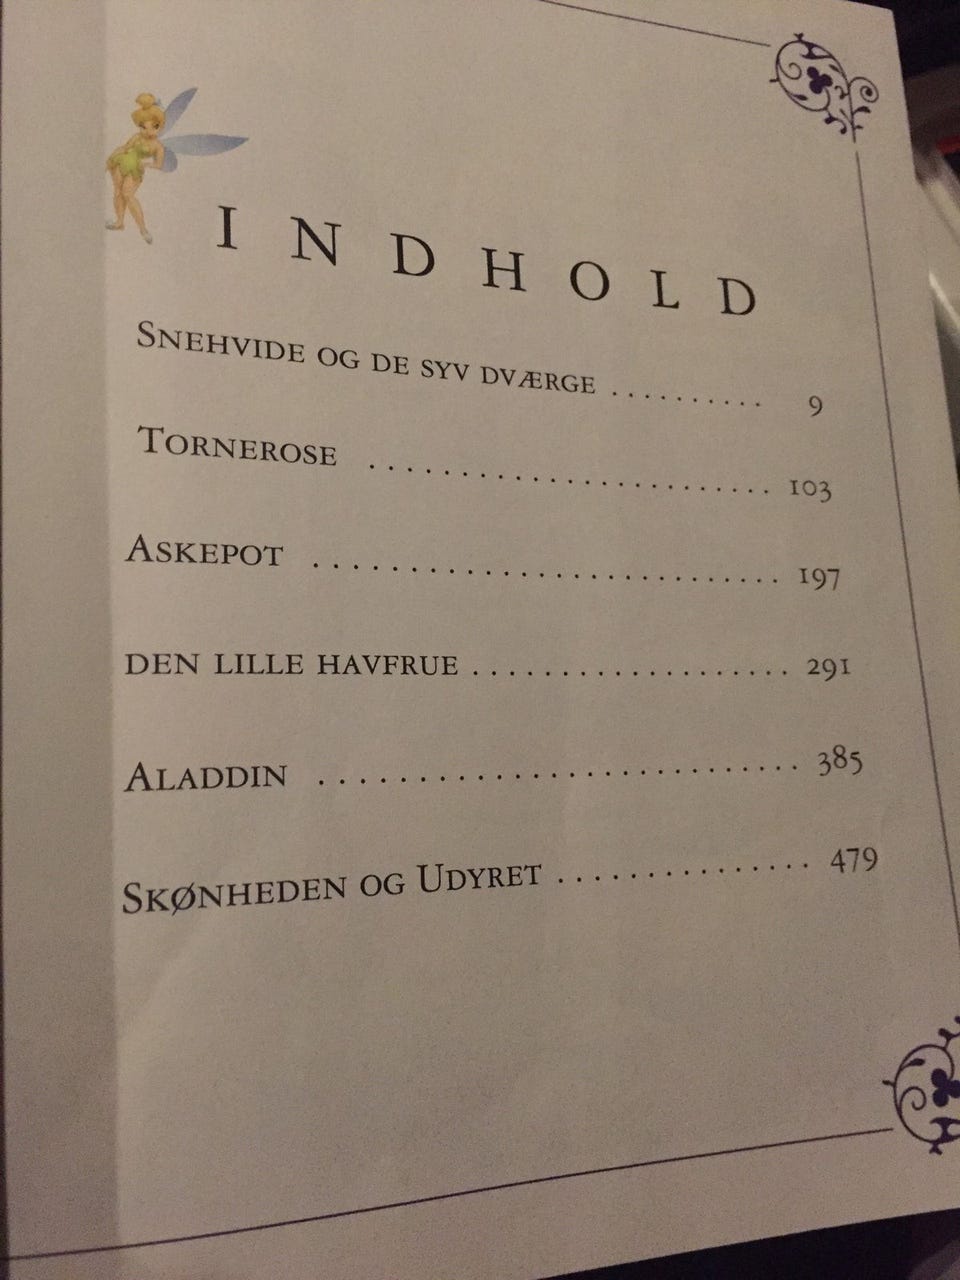 INDHOLD
SNEHVIDE OG DE SYV DVÆRGE .......... 9
TORNEROSE ........................ 103
ASKEPOT ........................... 197
DEN LILLE HAVFRUE .................. 291
ALADDIN ........................... 385
SKØNHEDEN OG UDYRET ............... 479